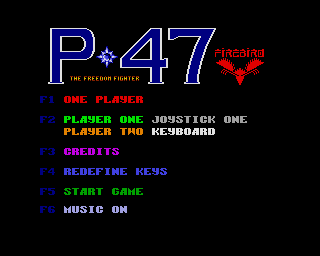 P 47
THE FREEDOM FIGHTER
FIREBIRD
F1 ONE PLAYER
F2 PLAYER ONE JOYSTICK ONE
PLAYER TWO KEYBOARD
F3 CREDITS
F4 REDEFINE KEYS
F5 START GAME
F6 MUSIC ON